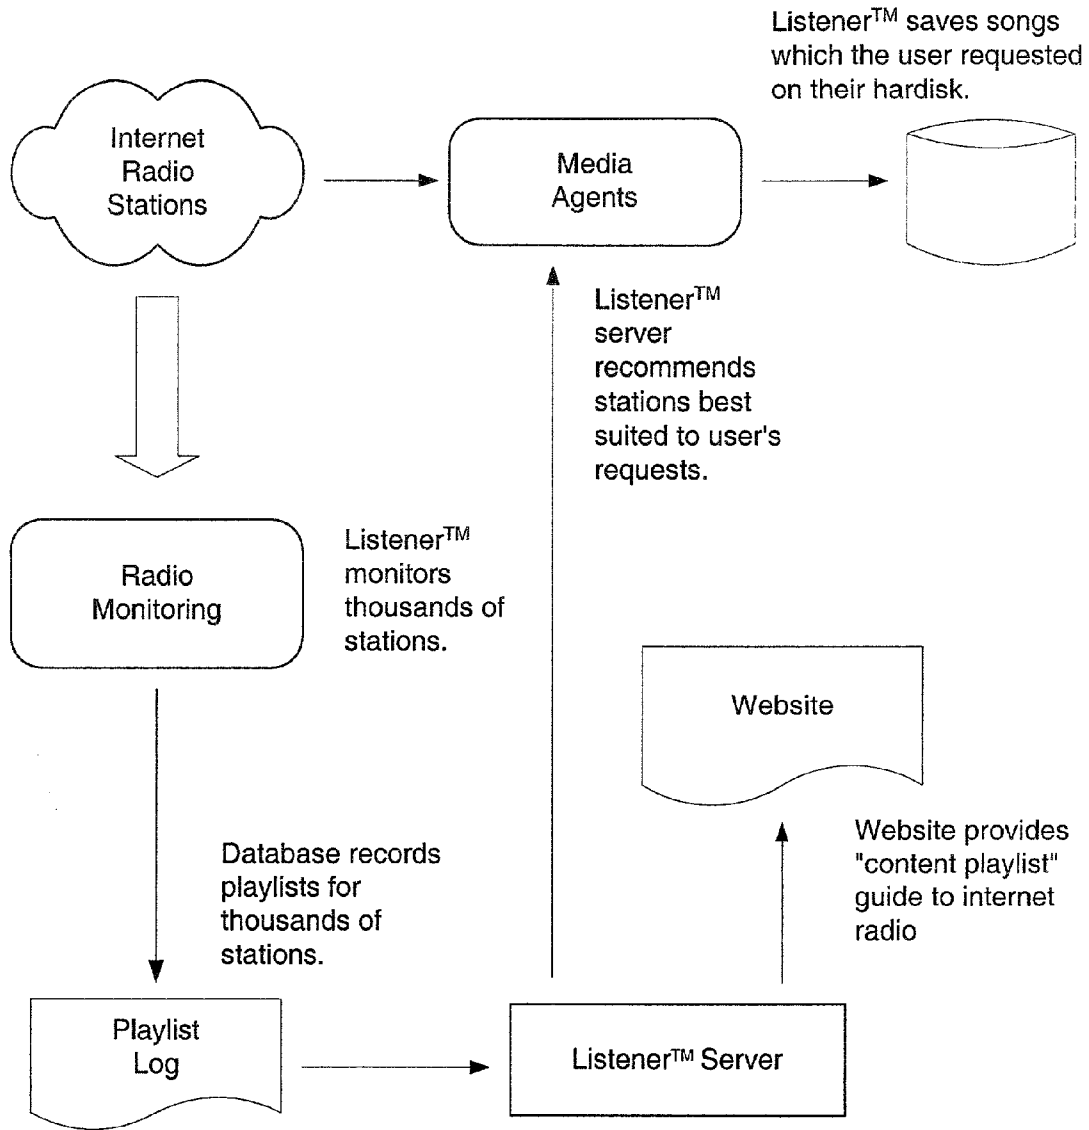 Listener™ saves songs
which the user requested
on their hardisk.
Internet
Radio
Stations
Media
Agents
Listener™
server
recommends
stations best
suited to user's
requests.
Radio
Monitoring
Listener™
monitors
thousands of
stations.
Website
Website provides
"content playlist"
guide to internet
radio
Database records
playlists for
thousands of
stations.
Playlist
Log
Listener™ Server